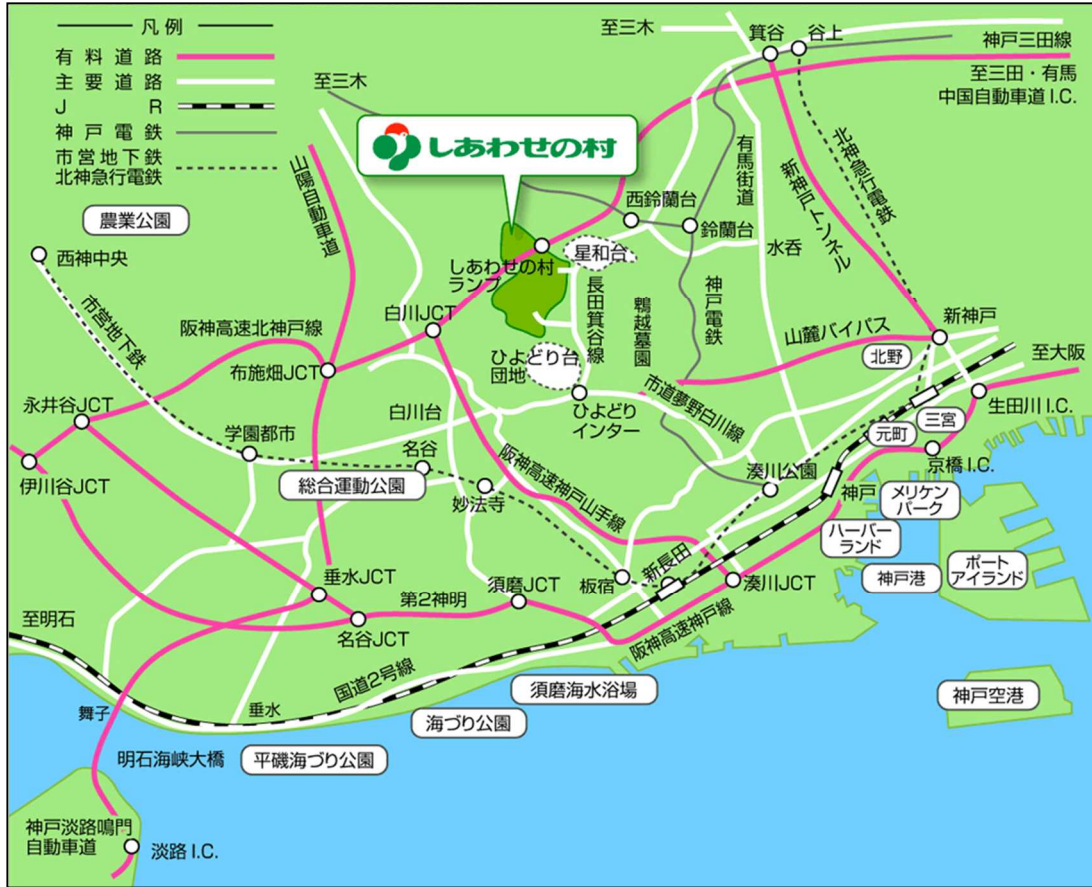 凡例
有料道路
主要道路
JR
神戸電鉄
市営地下鉄
北神急行電鉄
至三木
箕谷
谷上
神戸三田線
至三田・有馬
中国自動車道I.C.
至三木
しあわせの村
山陽自動車道
有馬街道
新神戸トンネル
北神急行電鉄
農業公園
西神中央
西鈴蘭台
鈴蘭台
水呑
星和台
しあわせの村
ランプ
市営地下鉄
阪神高速北神戸線
白川JCT
長田箕谷線
鵯越墓園
神戸電鉄
山麓バイパス
新神戸
北野
至大阪
布施畑JCT
ひよどり台
団地
市道夢野白川線
永井谷JCT
白川台
ひよどり
インター
生田川I.C.
三宮
元町
学園都市
名谷
阪神高速神戸山手線
湊川公園
京橋I.C.
伊川谷JCT
総合運動公園
妙法寺
神戸
メリケン
パーク
ハーバー
ランド
神戸港
ポート
アイランド
垂水JCT
須磨JCT
板宿
新長田
湊川JCT
至明石
第2神明
名谷JCT
阪神高速神戸線
国道2号線
須磨海水浴場
神戸空港
舞子
垂水
海づり公園
明石海峡大橋
平磯海づり公園
神戸淡路鳴門
自動車道
淡路I.C.